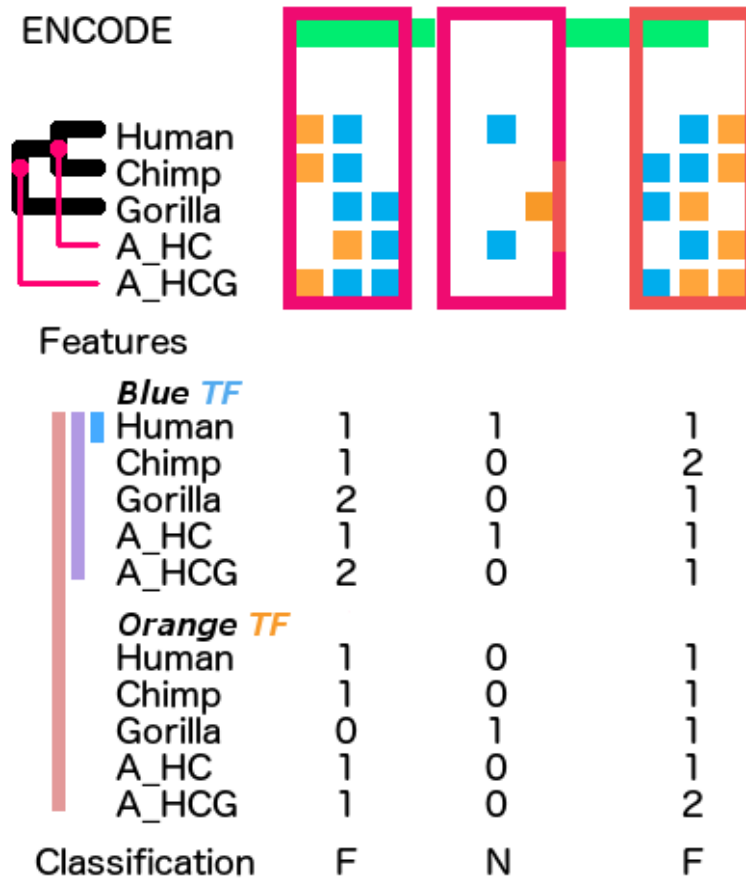 ENCODE
Human
Chimp
Gorilla
A_HC
A_HCG
Features
Blue TF
Human 1 1 1
Chimp 1 0 2
Gorilla 2 0 1
A_HC 1 1 1
A_HCG 2 0 1
Orange TF
Human 1 0 1
Chimp 1 0 1
Gorilla 0 1 1
A_HC 1 0 1
A_HCG 1 0 2
Classification F N F